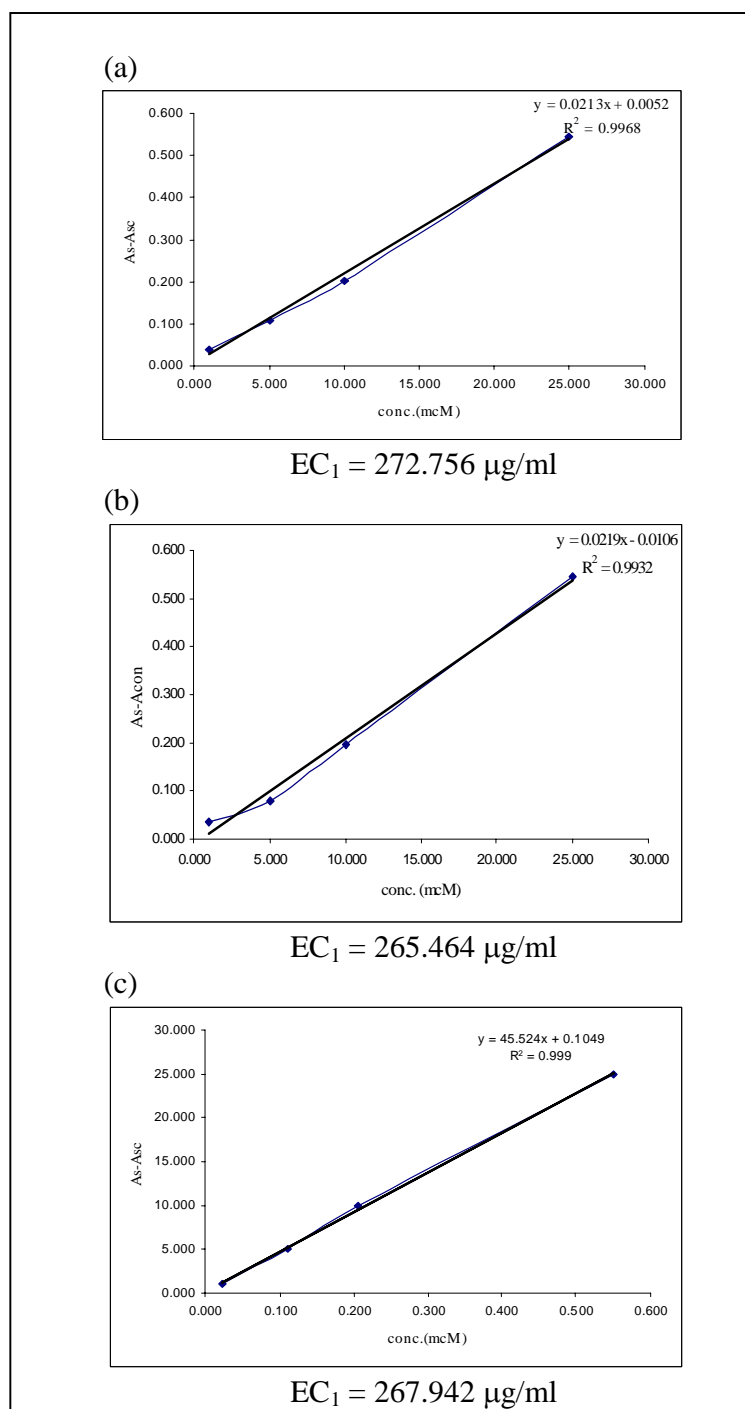 (a)
y = 0.0213x + 0.0052
R² = 0.9968
0.600
0.500
0.400
0.300
0.200
0.100
0.000
As-Asc
0.000 5.000 10.000 15.000 20.000 25.000 30.000
conc.(mcM)
EC₁ = 272.756 μg/ml
(b)
y = 0.0219x - 0.0106
R² = 0.9932
0.600
0.500
0.400
0.300
0.200
0.100
0.000
As-Acon
0.000 5.000 10.000 15.000 20.000 25.000 30.000
conc. (mcM)
EC₁ = 265.464 μg/ml
(c)
y = 45.524x + 0.1049
R² = 0.999
30.000
25.000
20.000
15.000
10.000
5.000
0.000
As-Asc
0.000 0.100 0.200 0.300 0.400 0.500 0.600
conc.(mcM)
EC₁ = 267.942 μg/ml